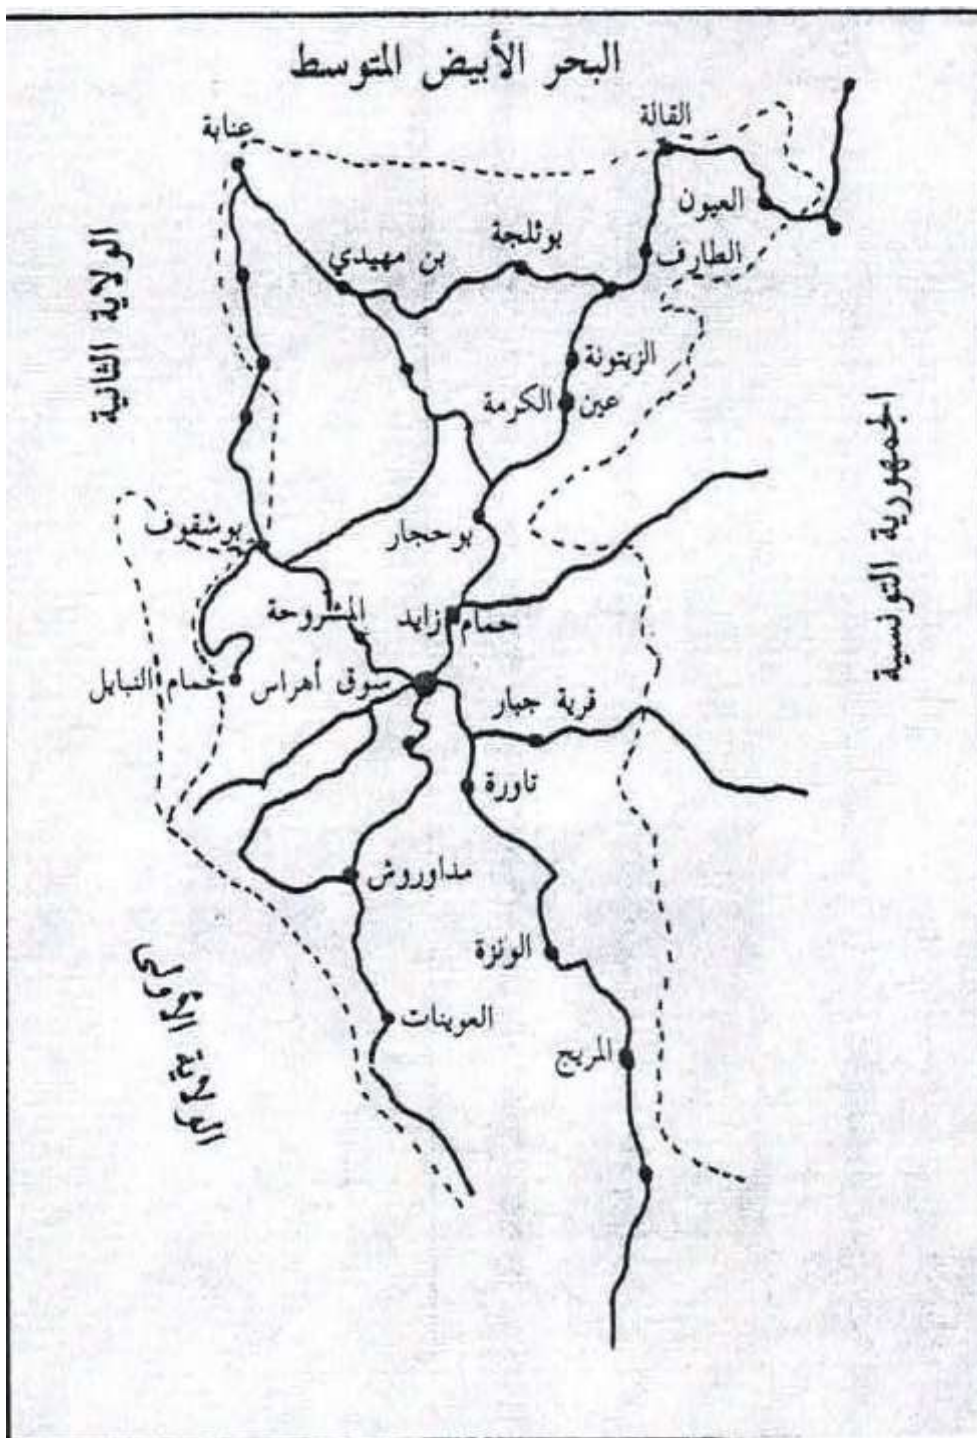 البحر الأبيض المتوسط
القالة
عنابة
العيون
الطارف
بوثلجة
بن مهيدي
الولاية الثانية
الزيتونة
عين الكرمة
الجمهورية التونسية
بوشقوف
بوحجار
المشروحة
حمام زايد
حمام النبايل
سوق أهراس
قرية جبار
تاورة
مداوروش
الونزة
الولاية الأولى
العوينات
المريج